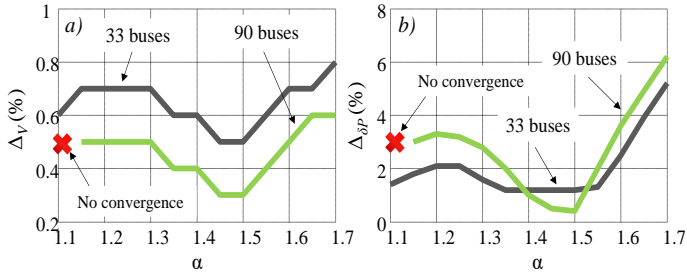 a)
33 buses
90 buses
No convergence
Δ_V (%)
1
0.8
0.6
0.4
0.2
1.1 1.2 1.3 1.4 1.5 1.6 1.7
α
b)
90 buses
No convergence
33 buses
Δ_δP (%)
8
6
4
2
0
1.1 1.2 1.3 1.4 1.5 1.6 1.7
α